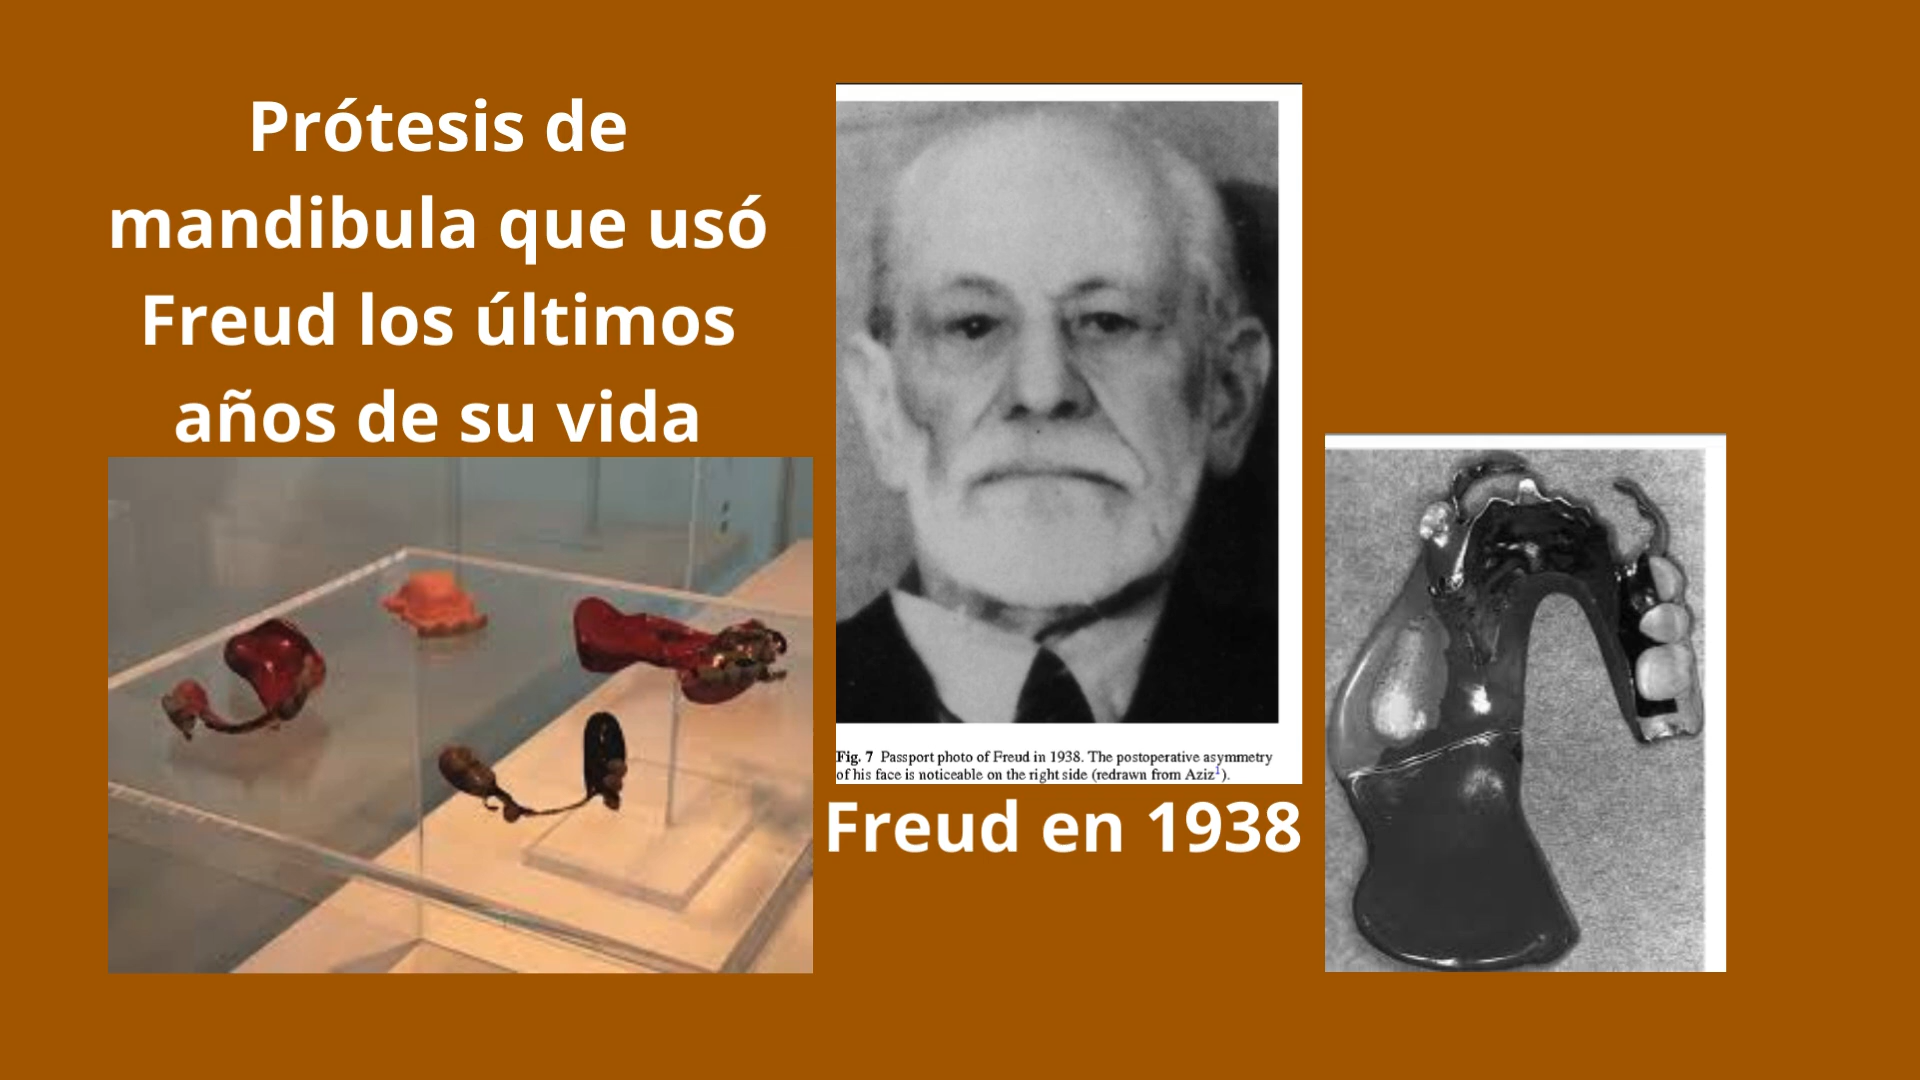 Prótesis de
mandibula que usó
Freud los últimos
años de su vida
Fig. 7 Passport photo of Freud in 1938. The postoperative asymmetry
of his face is noticeable on the right side (redrawn from Aziz¹).
Freud en 1938